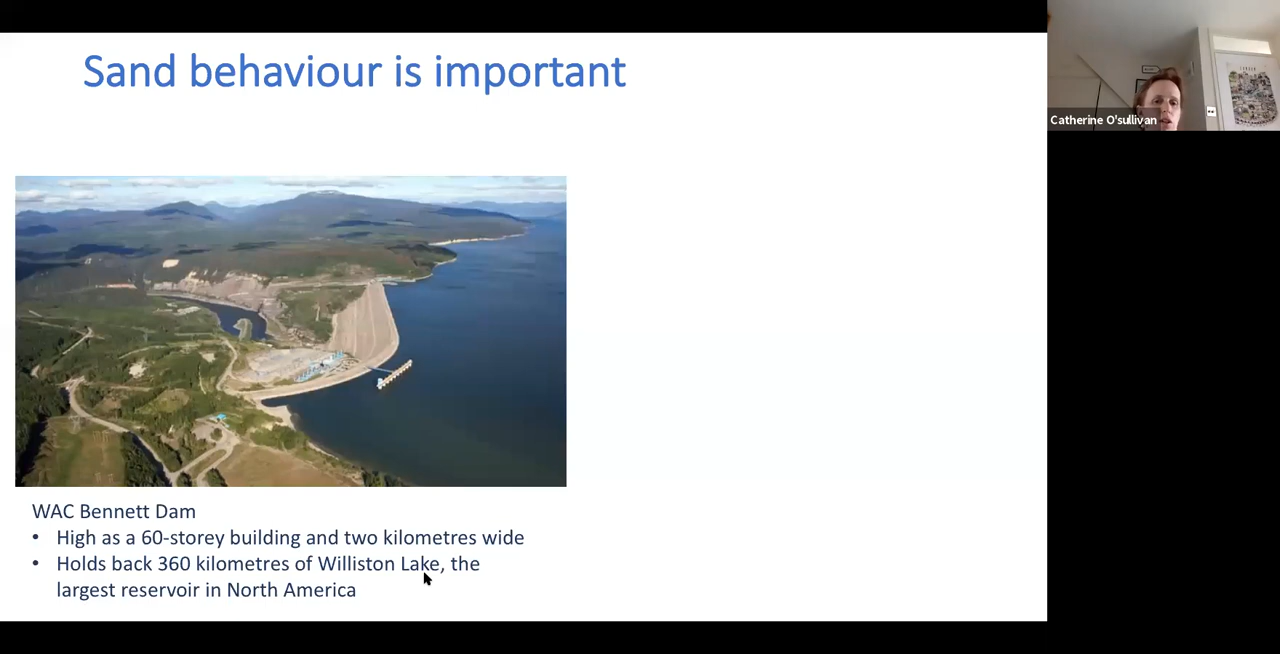 Sand behaviour is important
Catherine O'sullivan
WAC Bennett Dam
• High as a 60-storey building and two kilometres wide
• Holds back 360 kilometres of Williston Lake, the
largest reservoir in North America